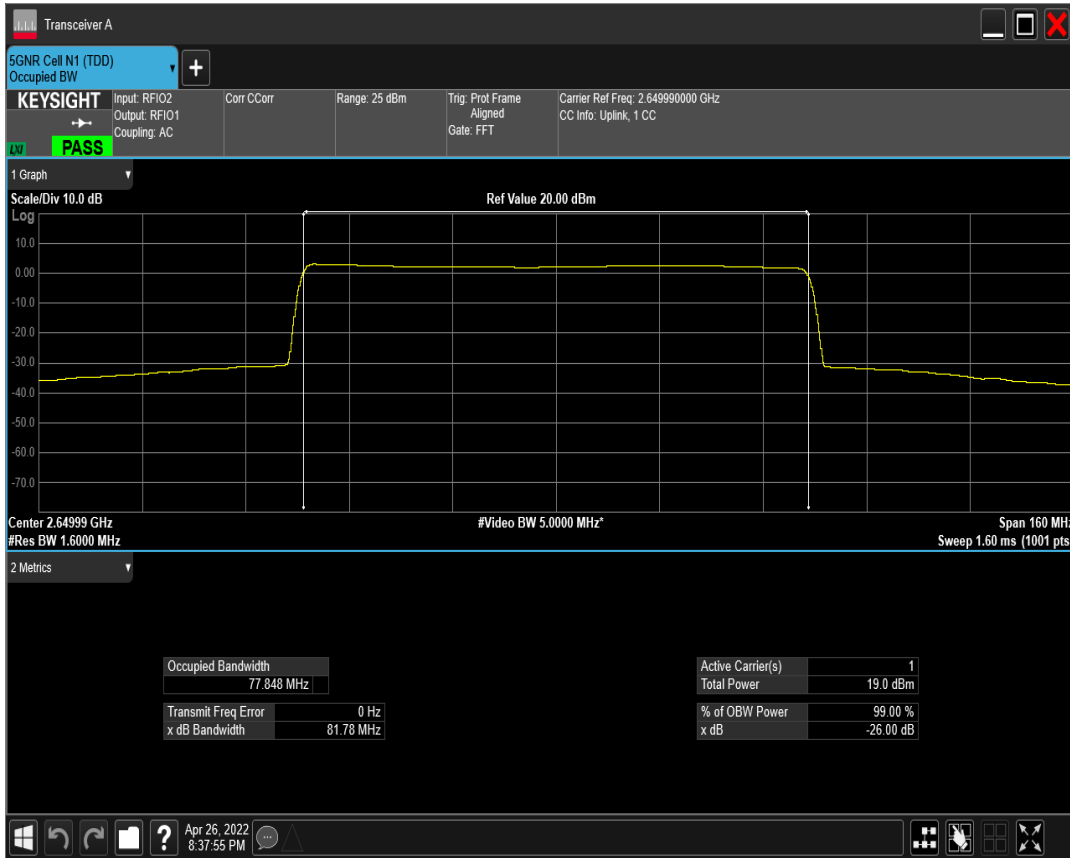 Transceiver A
5GNR Cell N1 (TDD)
Occupied BW
+
KEYSIGHT
LXI
PASS
Input: RFIO2
Output: RFIO1
Coupling: AC
Corr CCorr
Range: 25 dBm
Trig: Prot Frame
Aligned
Gate: FFT
Carrier Ref Freq: 2.649990000 GHz
CC Info: Uplink, 1 CC
1 Graph
Scale/Div 10.0 dB
Ref Value 20.00 dBm
Log
10.0
0.00
-10.0
-20.0
-30.0
-40.0
-50.0
-60.0
-70.0
Center 2.64999 GHz
#Video BW 5.0000 MHz*
Span 160 MHz
#Res BW 1.6000 MHz
Sweep 1.60 ms (1001 pts
2 Metrics
Occupied Bandwidth
77.848 MHz
Transmit Freq Error 0 Hz
x dB Bandwidth 81.78 MHz
Active Carrier(s) 1
Total Power 19.0 dBm
% of OBW Power 99.00 %
x dB -26.00 dB
?
Apr 26, 2022
8:37:55 PM